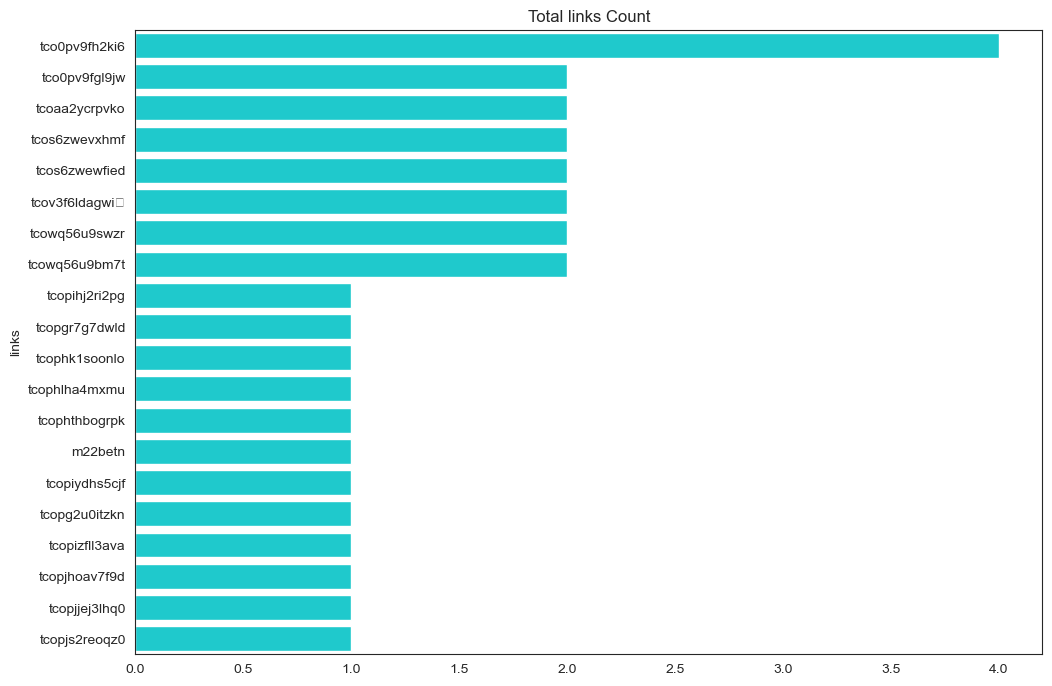 Total links Count
tco0pv9fh2ki6
tco0pv9fgl9jw
tcoaa2ycrpvko
tcos6zwevxhmf
tcos6zwewfied
tcov3f6ldagwi
tcowq56u9swzr
tcowq56u9bm7t
tcopihj2ri2pg
tcopgr7g7dwld
tcophk1soonlo
tcophlha4mxmu
tcophthbogrpk
m22betn
tcopiydhs5cjf
tcopg2u0itzkn
tcopizfll3ava
tcopjhoav7f9d
tcopjjej3lhq0
tcopjs2reoqz0
links
0.0 0.5 1.0 1.5 2.0 2.5 3.0 3.5 4.0